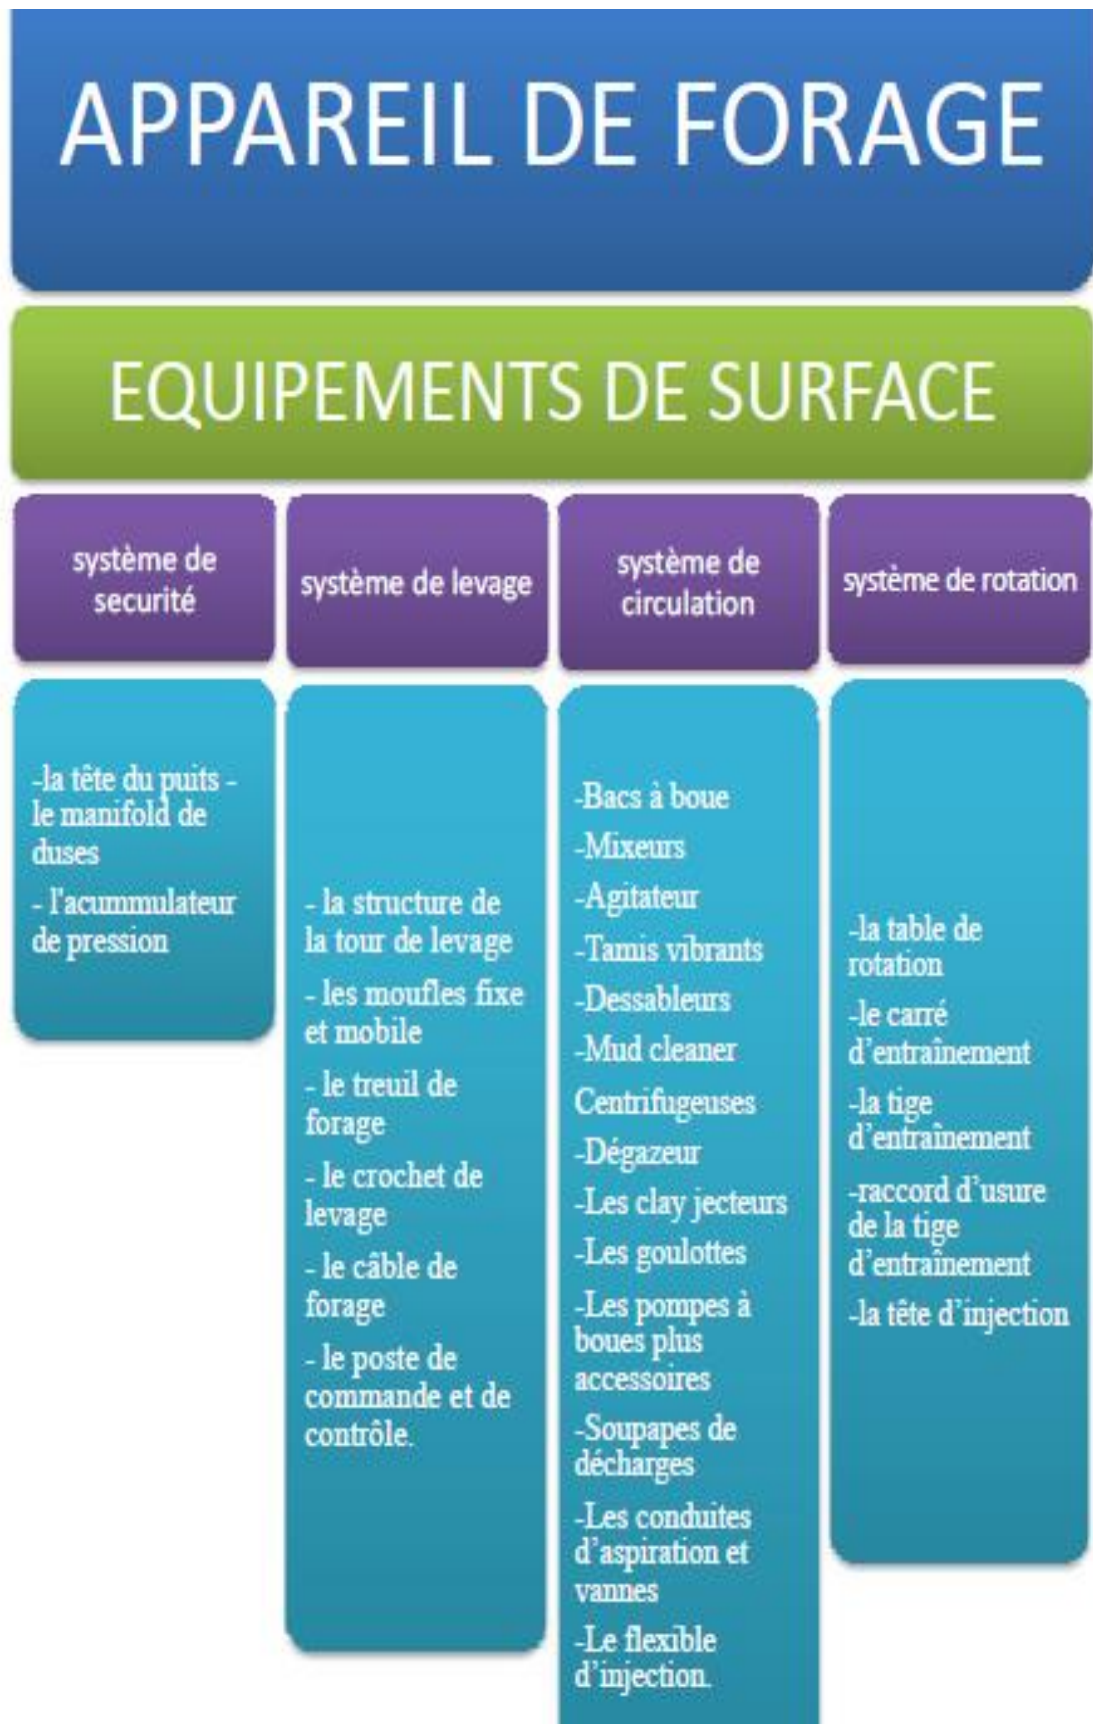 APPAREIL DE FORAGE
EQUIPEMENTS DE SURFACE
système de
securité
-la tête du puits -
le manifold de
duses
- l'acummulateur
de pression
système de levage
- la structure de
la tour de levage
- les moufles fixe
et mobile
- le treuil de
forage
- le crochet de
levage
- le câble de
forage
- le poste de
commande et de
contrôle.
système de
circulation
-Bacs à boue
-Mixeurs
-Agitateur
-Tamis vibrants
-Dessableurs
-Mud cleaner
Centrifugeuses
-Dégazeur
-Les clay jecteurs
-Les goulottes
-Les pompes à
boues plus
accessoires
-Soupapes de
décharges
-Les conduites
d’aspiration et
vannes
-Le flexible
d’injection.
système de rotation
-la table de
rotation
-le carré
d’entraînement
-la tige
d’entraînement
-raccord d’usure
de la tige
d’entraînement
-la tête d’injection